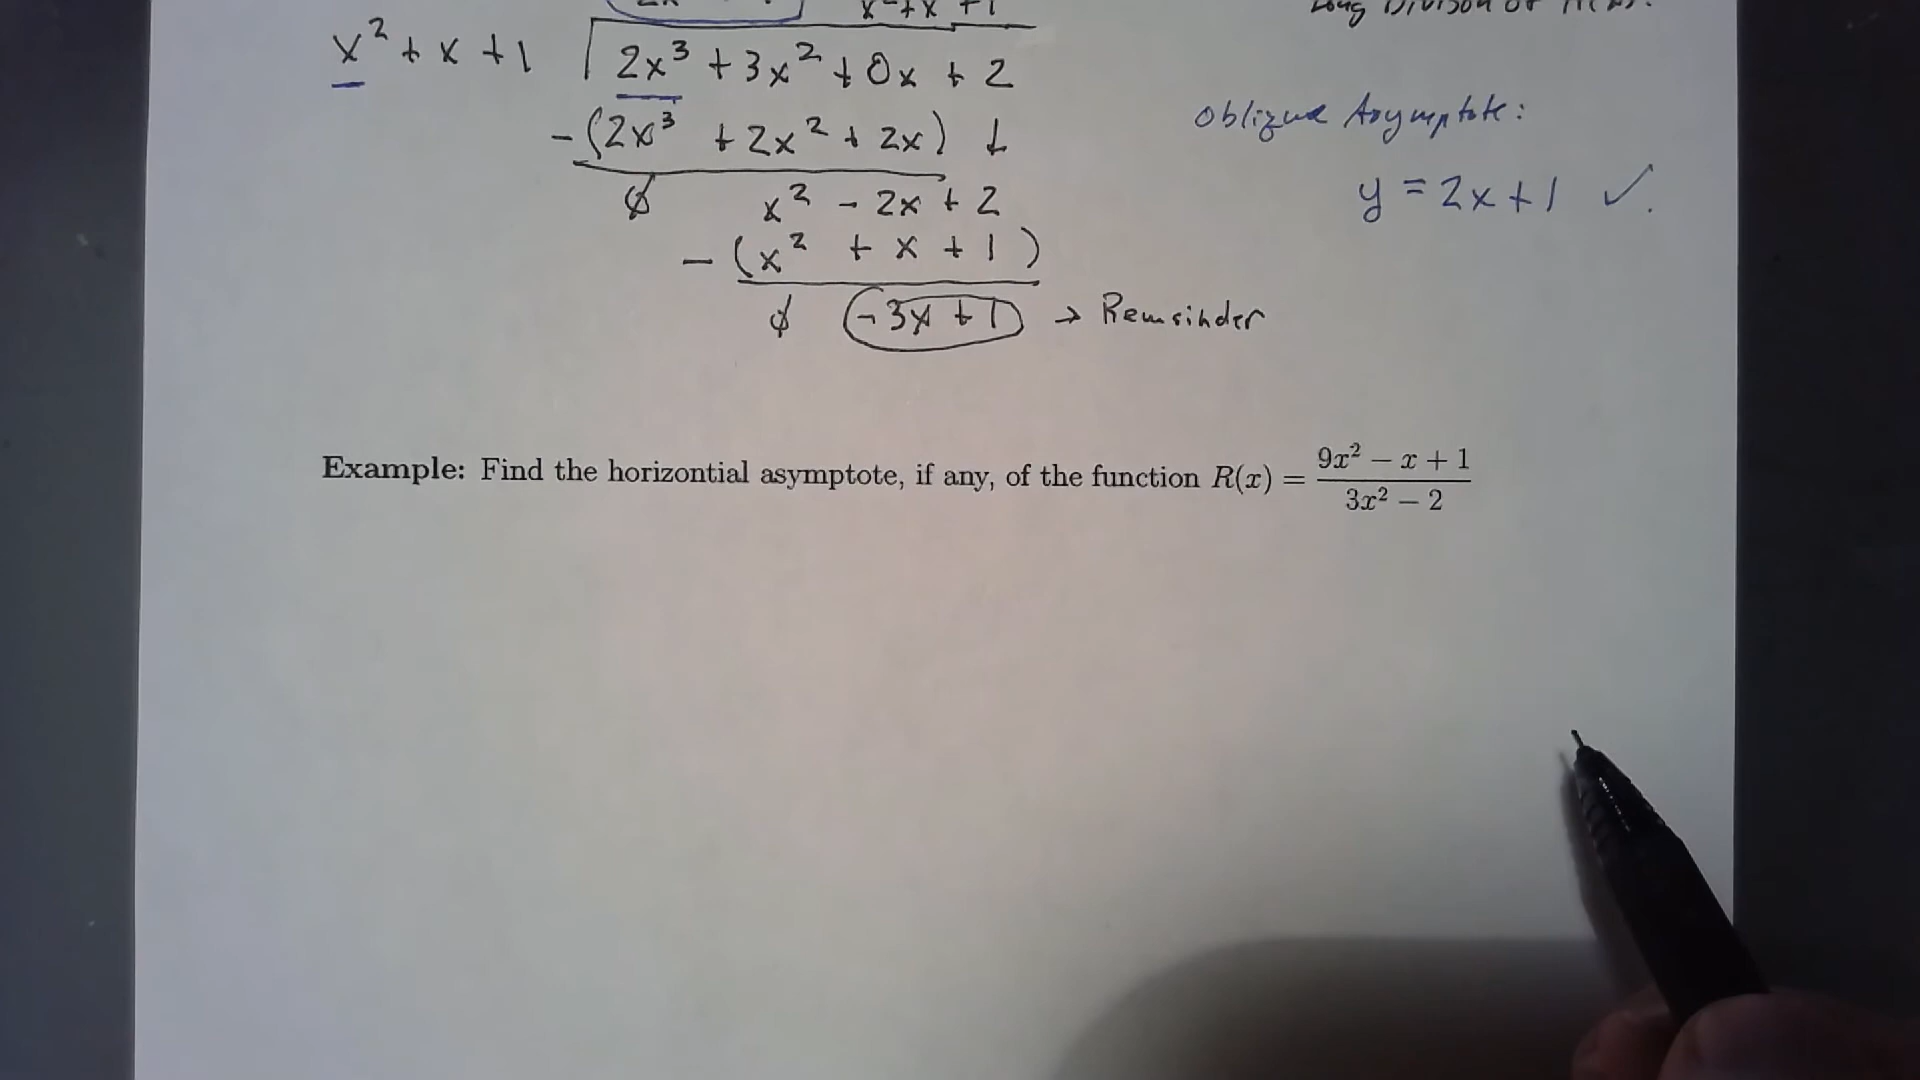 x² + x + 1
2x³ + 3x² + 0x + 2
-(2x³ + 2x² + 2x) ↓
0 x² - 2x + 2
- (x² + x + 1)
0 -3x + 1 → Remainder
Oblique Asymptote:
y = 2x + 1 ✓.
Example: Find the horizontial asymptote, if any, of the function R(x) = \frac{9x² − x + 1}{3x² − 2}